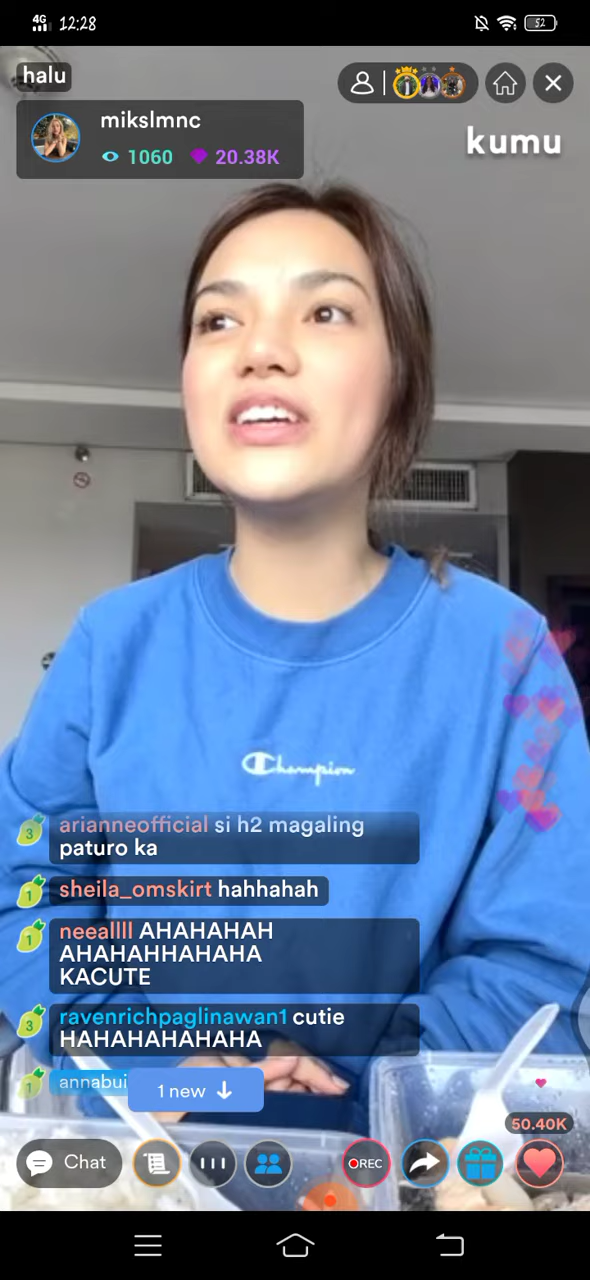 4G 12:28 52
halu
mikslmnc
1060 20.38K
kumu
Champion
3 arianneofficial si h2 magaling
paturo ka
1 sheila_omskirt hahhahah
1 neeallll AHAHAHAH
AHAHAHHAHAHA
KACUTE
3 ravenrichpaglinawan1 cutie
HAHAHAHAHAHA
1 annabui
1 new
50.40K
Chat
REC